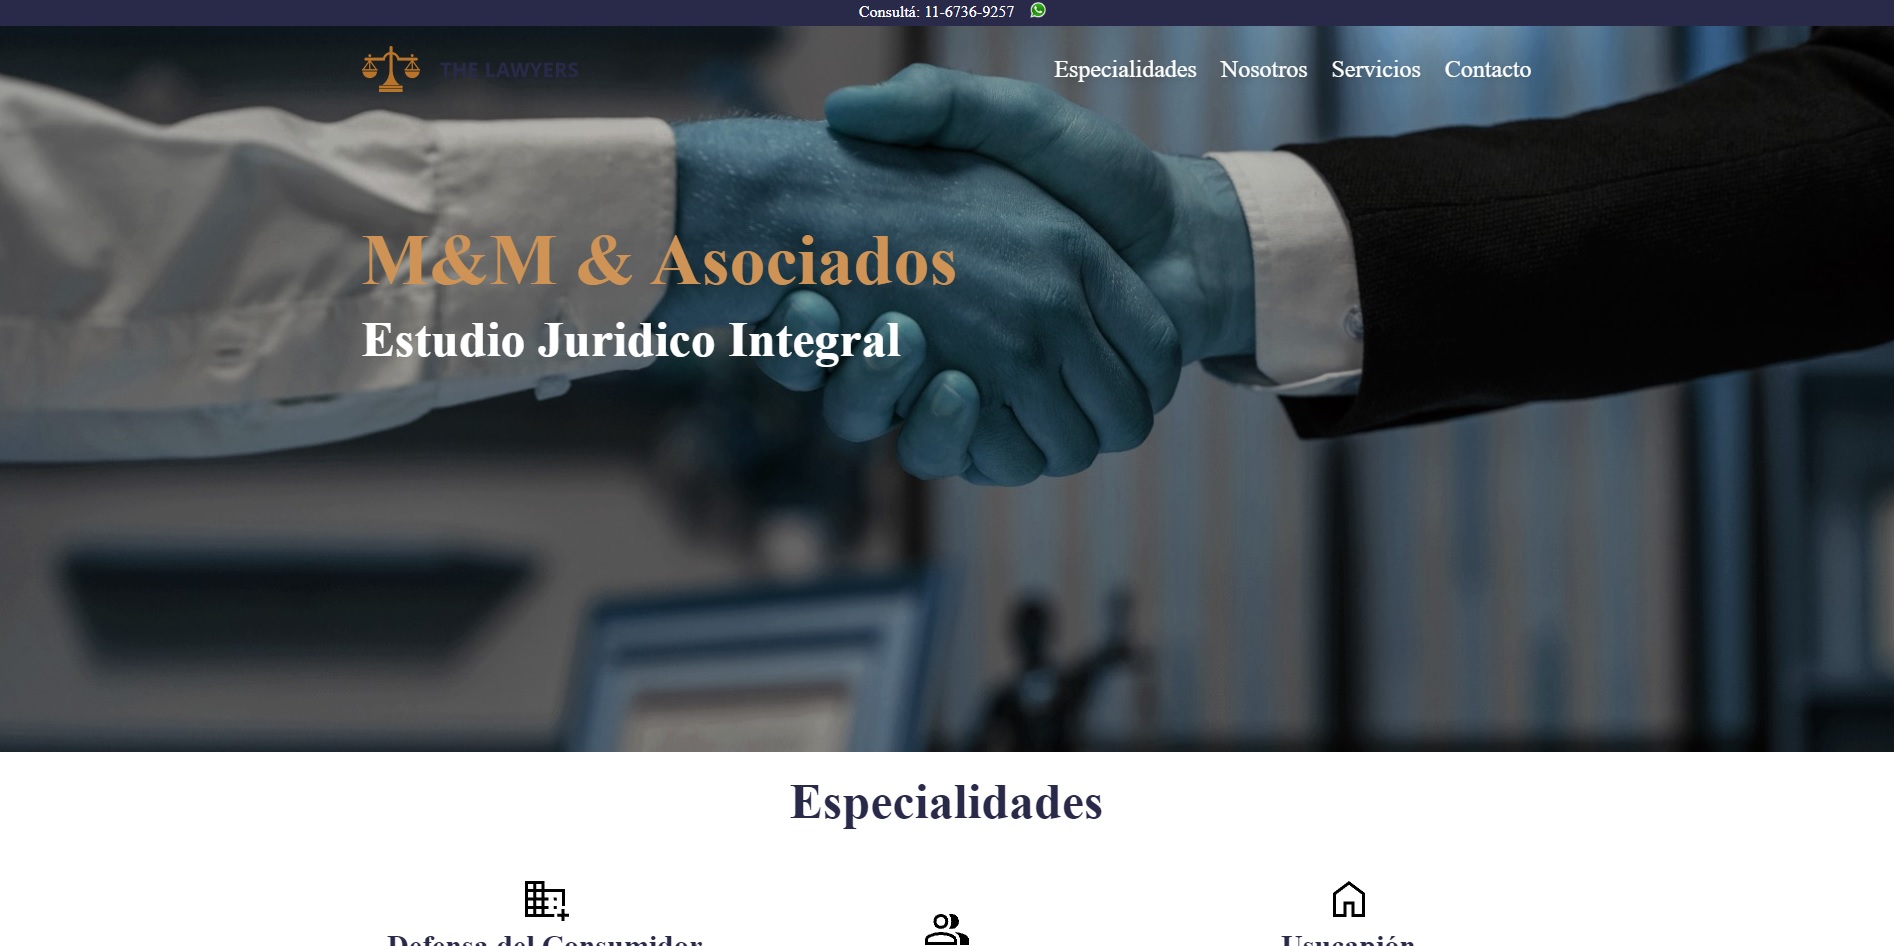 Consultá: 11-6736-9257
THE LAWYERS
Especialidades Nosotros Servicios Contacto
M&M & Asociados
Estudio Juridico Integral
Especialidades
Defensa del Consumidor
Usucapión